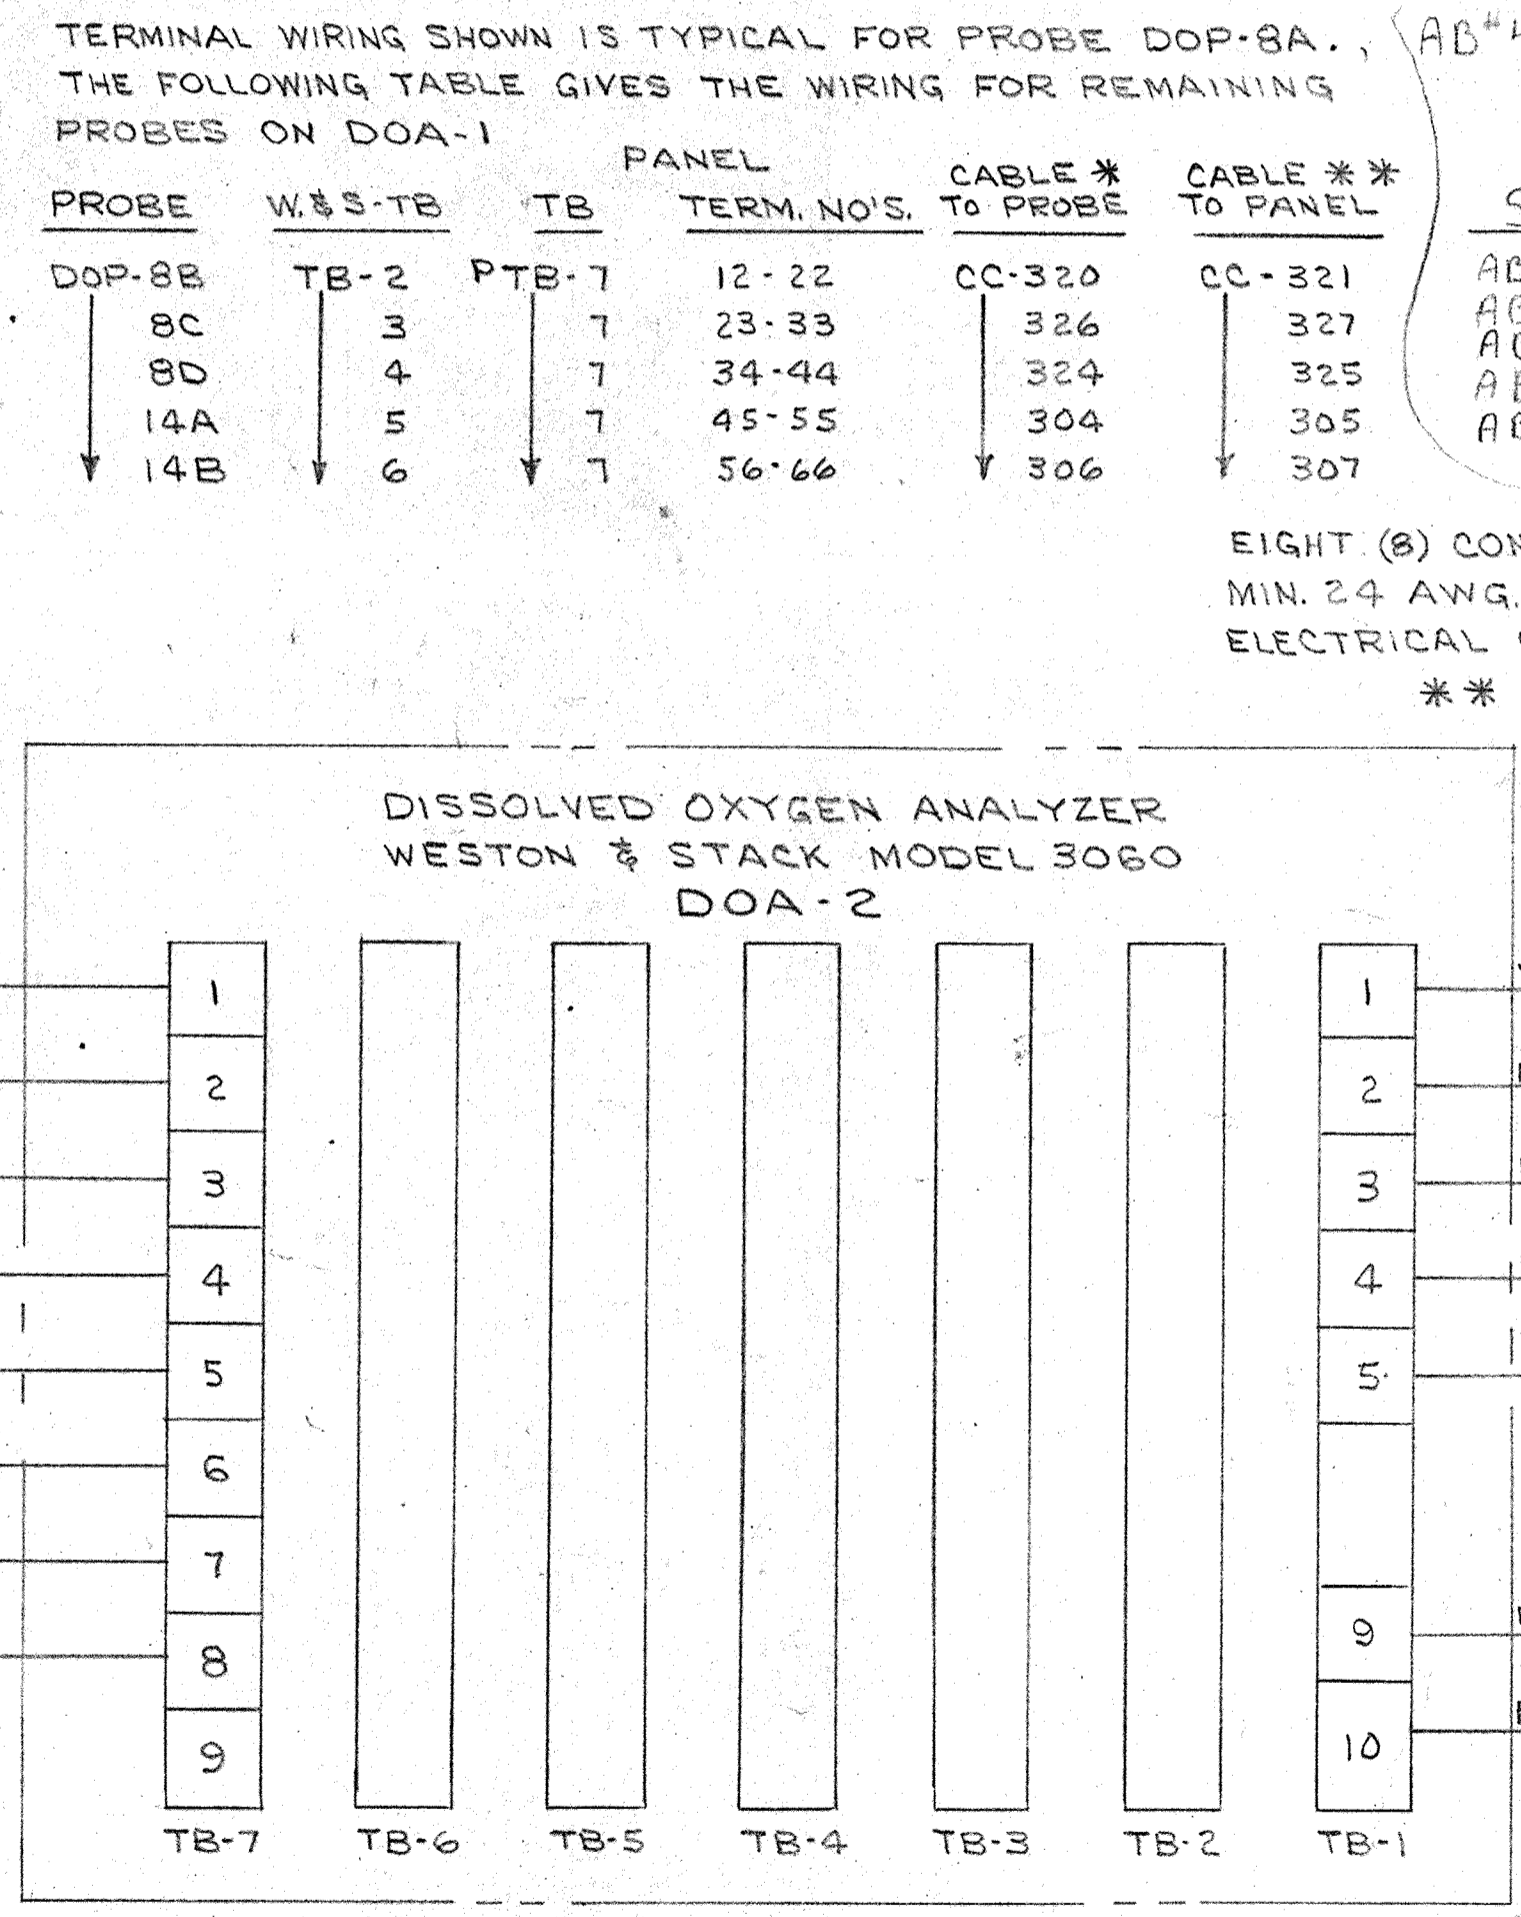 TERMINAL WIRING SHOWN IS TYPICAL FOR PROBE DOP-8A.,
THE FOLLOWING TABLE GIVES THE WIRING FOR REMAINING
PROBES ON DOA-1
PANEL
PROBE W.&S-TB TB TERM. NO'S. CABLE * TO PROBE CABLE ** TO PANEL
DOP-8B TB-2 PTB-7 12-22 CC-320 CC-321
8C 3 7 23-33 326 327
8D 4 7 34-44 324 325
14A 5 7 45-55 304 305
14B 6 7 56-66 306 307
EIGHT (8)
MIN. 24 AWG.
ELECTRICAL
**
DISSOLVED OXYGEN ANALYZER
WESTON & STACK MODEL 3060
DOA-2
1 1
2 2
3 3
4 4
5 5
6
7
8 9
9 10
TB-7 TB-6 TB-5 TB-4 TB-3 TB-2 TB-1